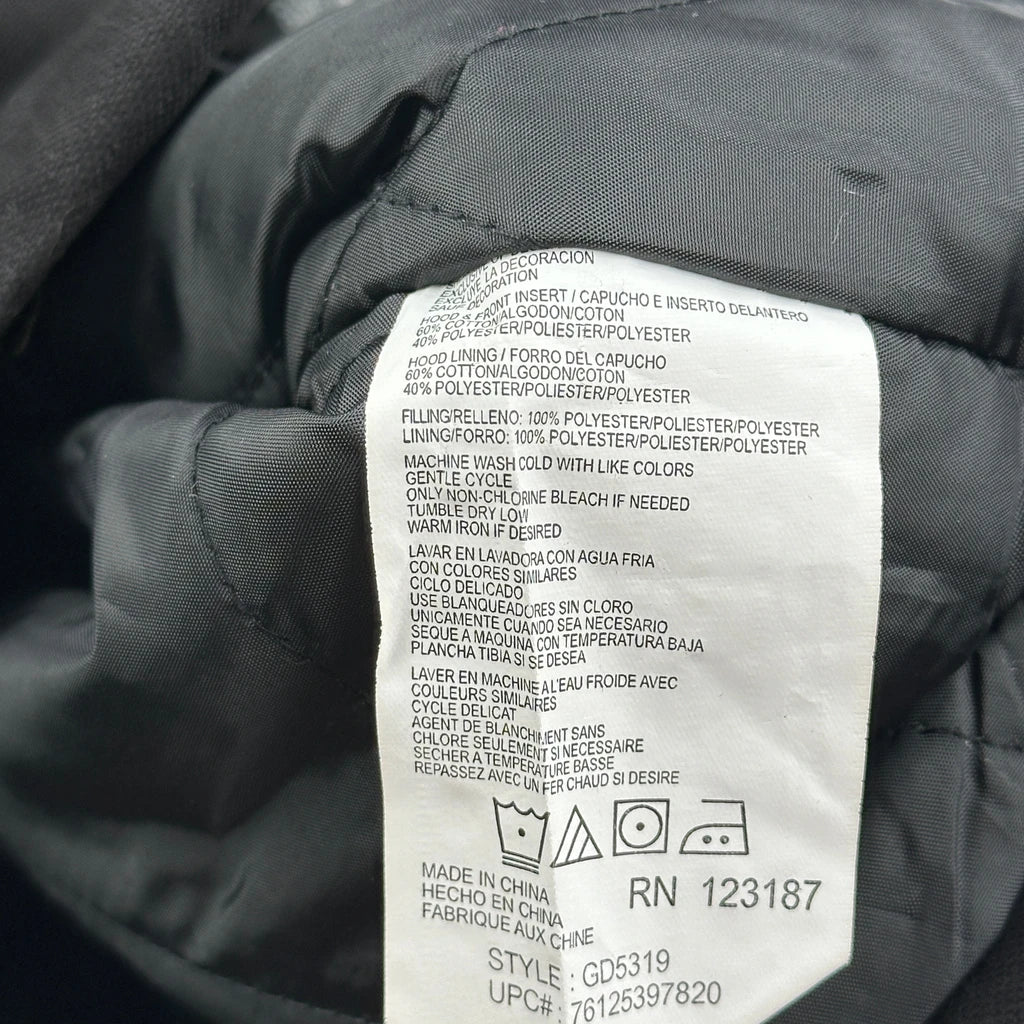 EXCLUYE LA DECORACION
SAUF DECORATION
HOOD & FRONT INSERT / CAPUCHO E INSERTO DELANTERO
60% COTTON/ALGODON/COTON
40% POLYESTER/POLIESTER/POLYESTER
HOOD LINING / FORRO DEL CAPUCHO
60% COTTON/ALGODON/COTON
40% POLYESTER/POLIESTER/POLYESTER
FILLING/RELLENO: 100% POLYESTER/POLIESTER/POLYESTER
LINING/FORRO: 100% POLYESTER/POLIESTER/POLYESTER
MACHINE WASH COLD WITH LIKE COLORS
GENTLE CYCLE
ONLY NON-CHLORINE BLEACH IF NEEDED
TUMBLE DRY LOW
WARM IRON IF DESIRED
LAVAR EN LAVADORA CON AGUA FRIA
CON COLORES SIMILARES
CICLO DELICADO
USE BLANQUEADORES SIN CLORO
UNICAMENTE CUANDO SEA NECESARIO
SEQUE A MAQUINA CON TEMPERATURA BAJA
PLANCHA TIBIA SI SE DESEA
LAVER EN MACHINE A L'EAU FROIDE AVEC
COULEURS SIMILAIRES
CYCLE DELICAT
AGENT DE BLANCHIMENT SANS
CHLORE SEULEMENT SI NECESSAIRE
SECHER A TEMPERATURE BASSE
REPASSEZ AVEC UN FER CHAUD SI DESIRE
MADE IN CHINA
HECHO EN CHINA
FABRIQUE AUX CHINE
RN 123187
STYLE : GD5319
UPC# : 76125397820